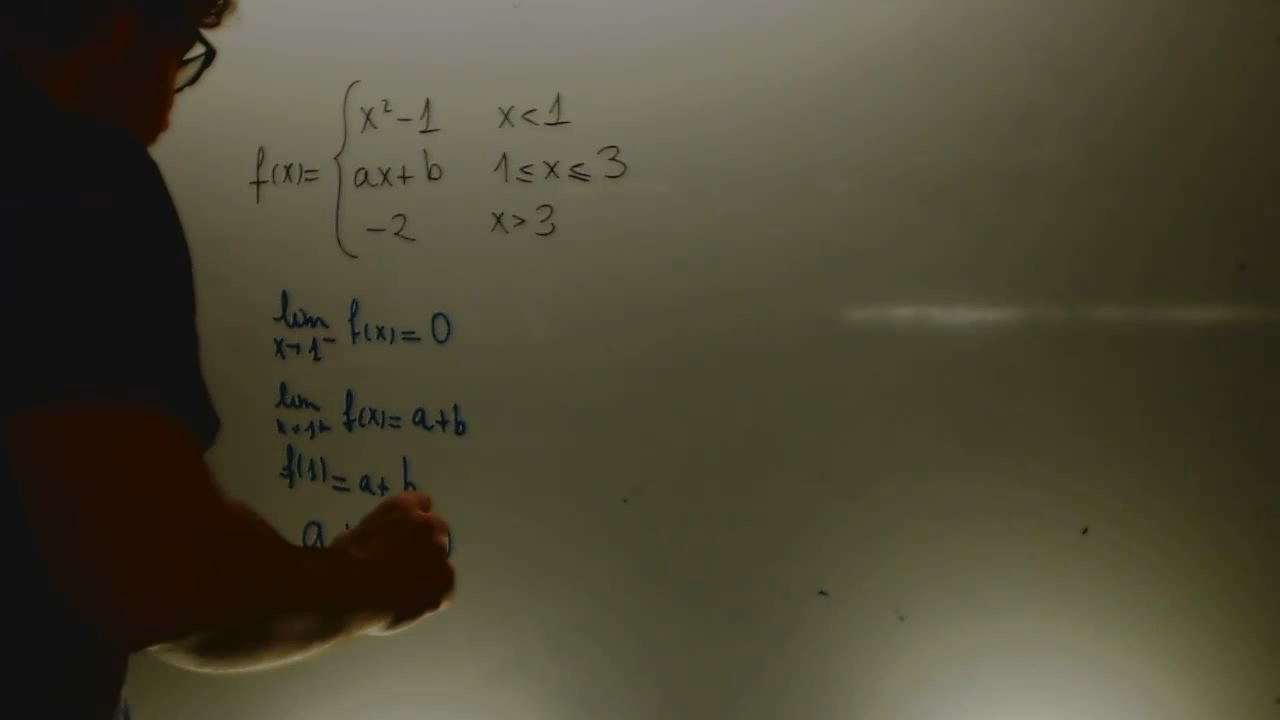 f(x)= { x²-1 x<1
ax+b 1≤x≤3
-2 x>3
lim x→1⁻ f(x)=0
lim x→1⁺ f(x)=a+b
f(1)=a+b
a